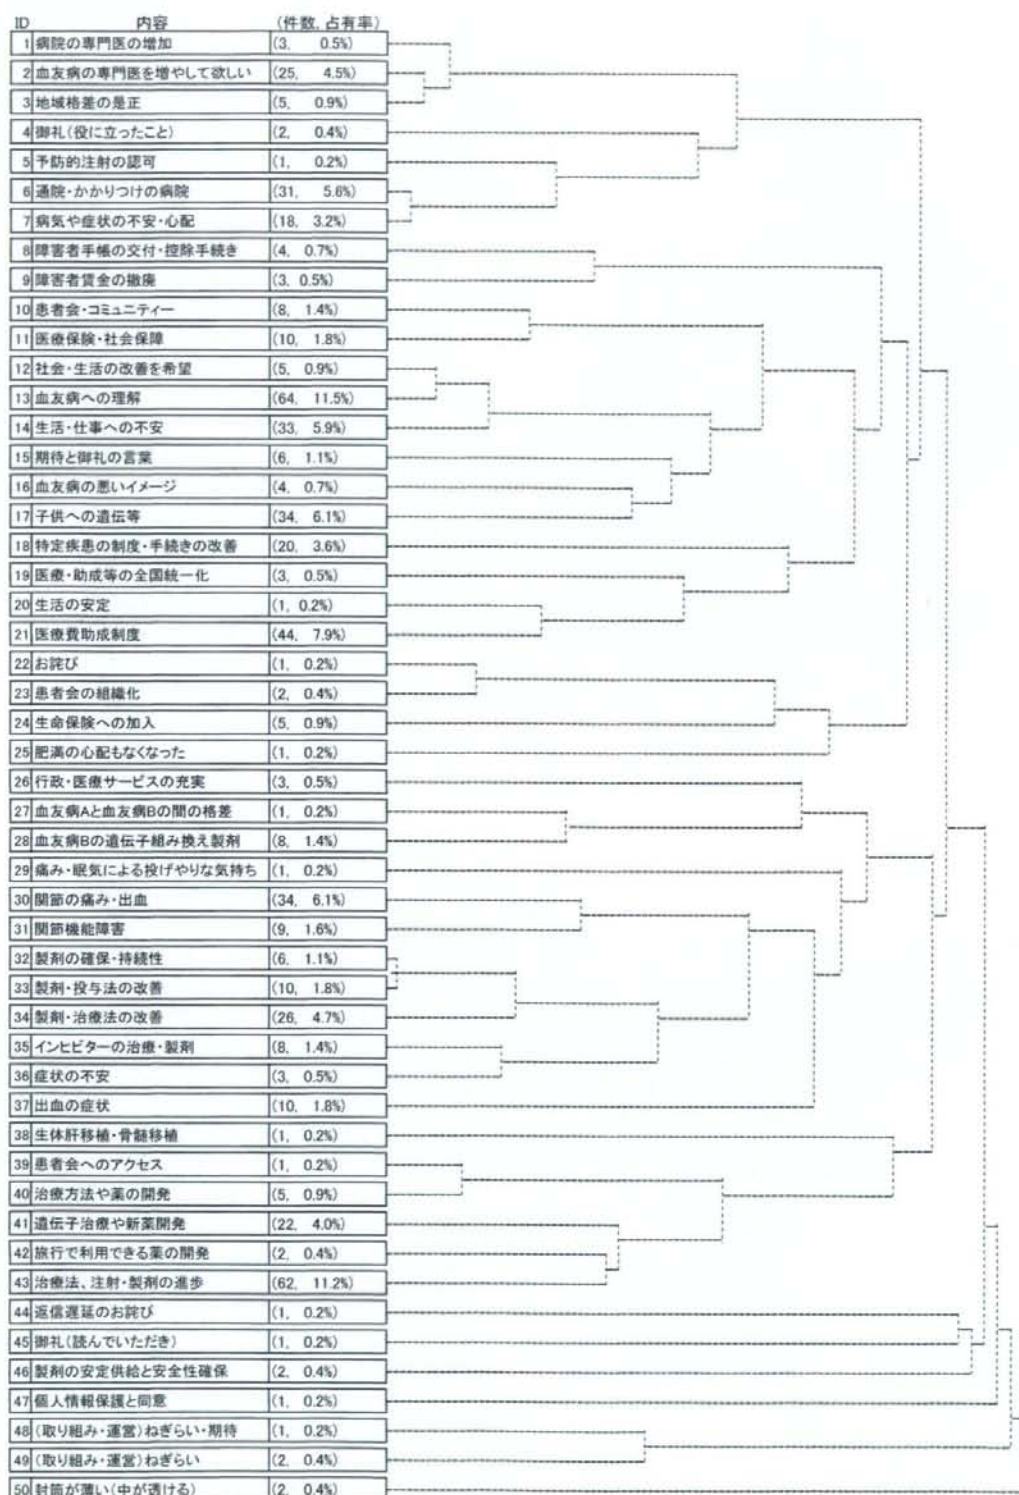 ID 内容 (件数, 占有率)
1 病院の専門医の増加 (3, 0.5%)
2 血友病の専門医を増やして欲しい (25, 4.5%)
3 地域格差の是正 (5, 0.9%)
4 御礼(役に立ったこと) (2, 0.4%)
5 予防的注射の認可 (1, 0.2%)
6 通院・かかりつけの病院 (31, 5.6%)
7 病気や症状の不安・心配 (18, 3.2%)
8 障害者手帳の交付・控除手続き (4, 0.7%)
9 障害者賃金の撤廃 (3, 0.5%)
10 患者会・コミュニティー (8, 1.4%)
11 医療保険・社会保障 (10, 1.8%)
12 社会・生活の改善を希望 (5, 0.9%)
13 血友病への理解 (64, 11.5%)
14 生活・仕事への不安 (33, 5.9%)
15 期待と御礼の言葉 (6, 1.1%)
16 血友病の悪いイメージ (4, 0.7%)
17 子供への遺伝等 (34, 6.1%)
18 特定疾患の制度・手続きの改善 (20, 3.6%)
19 医療・助成等の全国統一化 (3, 0.5%)
20 生活の安定 (1, 0.2%)
21 医療費助成制度 (44, 7.9%)
22 お詫び (1, 0.2%)
23 患者会の組織化 (2, 0.4%)
24 生命保険への加入 (5, 0.9%)
25 肥満の心配もなくなった (1, 0.2%)
26 行政・医療サービスの充実 (3, 0.5%)
27 血友病Aと血友病Bの間の格差 (1, 0.2%)
28 血友病Bの遺伝子組み換え製剤 (8, 1.4%)
29 痛み・眠気による投げやりな気持ち (1, 0.2%)
30 関節の痛み・出血 (34, 6.1%)
31 関節機能障害 (9, 1.6%)
32 製剤の確保・持続性 (6, 1.1%)
33 製剤・投与法の改善 (10, 1.8%)
34 製剤・治療法の改善 (26, 4.7%)
35 インヒビターの治療・製剤 (8, 1.4%)
36 症状の不安 (3, 0.5%)
37 出血の症状 (10, 1.8%)
38 生体肝移植・骨髄移植 (1, 0.2%)
39 患者会へのアクセス (1, 0.2%)
40 治療方法や薬の開発 (5, 0.9%)
41 遺伝子治療や新薬開発 (22, 4.0%)
42 旅行で利用できる薬の開発 (2, 0.4%)
43 治療法、注射・製剤の進歩 (62, 11.2%)
44 返信遅延のお詫び (1, 0.2%)
45 御礼(読んでいただき) (1, 0.2%)
46 製剤の安定供給と安全性確保 (2, 0.4%)
47 個人情報保護と同意 (1, 0.2%)
48 (取り組み・運営)ねぎらい・期待 (1, 0.2%)
49 (取り組み・運営)ねぎらい (2, 0.4%)
50 封筒が薄い(中が透ける) (2, 0.4%)